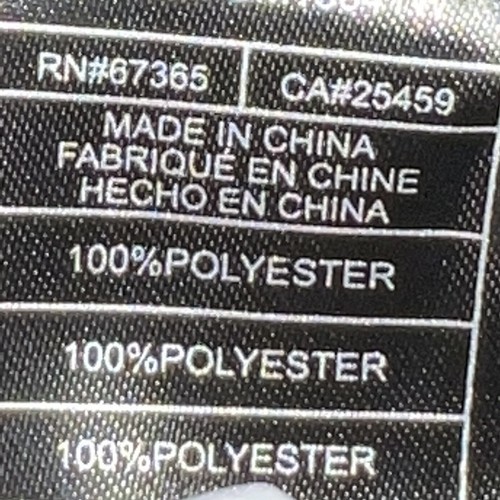 RN#67365 CA#25459
MADE IN CHINA
FABRIQUÉ EN CHINE
HECHO EN CHINA
100%POLYESTER
100%POLYESTER
100%POLYESTER